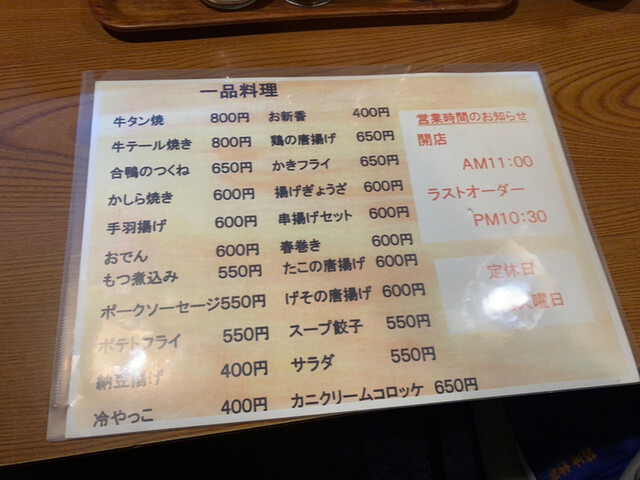 一品料理
牛タン焼 800円
牛テール焼き 800円
合鴨のつくね 650円
かしら焼き 600円
手羽揚げ 600円
おでん 600円
もつ煮込み 550円
ポークソーセージ 550円
ポテトフライ 550円
納豆揚げ 400円
冷やっこ 400円
お新香 400円
鶏の唐揚げ 650円
かきフライ 650円
揚げぎょうざ 600円
串揚げセット 600円
春巻き 600円
たこの唐揚げ 600円
げその唐揚げ 600円
スープ餃子 550円
サラダ 550円
カニクリームコロッケ 650円
営業時間のお知らせ
開店
AM11:00
ラストオーダー
PM10:30
定休日
火曜日